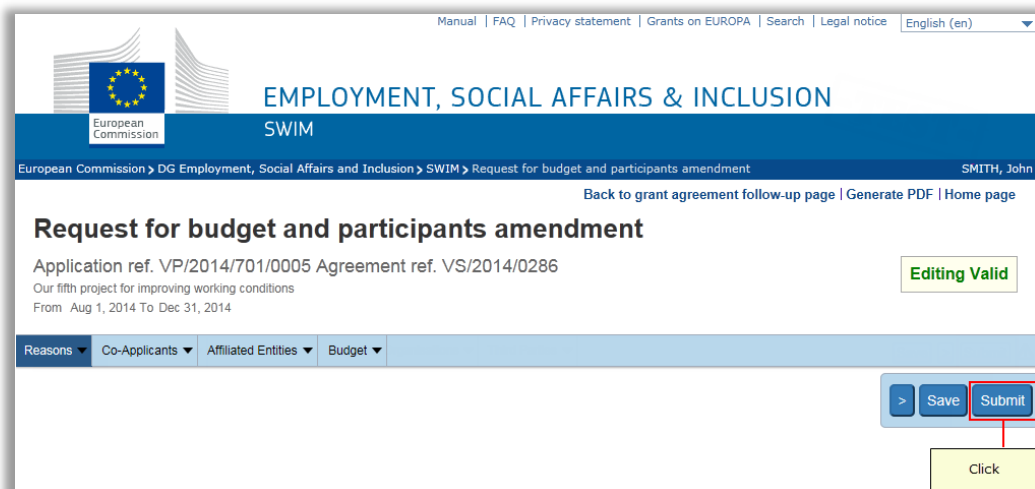 Manual | FAQ | Privacy statement | Grants on EUROPA | Search | Legal notice English (en)
European
Commission
EMPLOYMENT, SOCIAL AFFAIRS & INCLUSION
SWIM
European Commission > DG Employment, Social Affairs and Inclusion > SWIM > Request for budget and participants amendment SMITH, John
Back to grant agreement follow-up page | Generate PDF | Home page
Request for budget and participants amendment
Application ref. VP/2014/701/0005 Agreement ref. VS/2014/0286
Editing Valid
Our fifth project for improving working conditions
From Aug 1, 2014 To Dec 31, 2014
Reasons Co-Applicants Affiliated Entities Budget
> Save Submit
Click